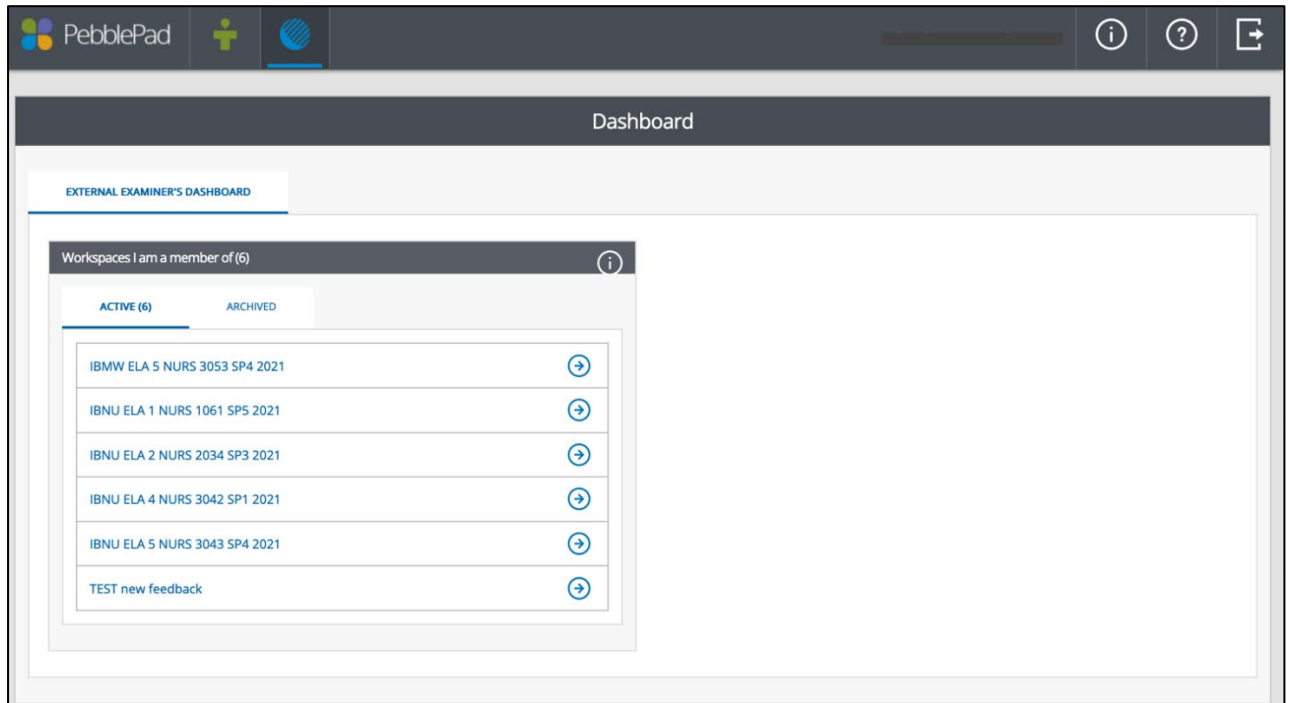 PebblePad
Dashboard
EXTERNAL EXAMINER'S DASHBOARD
Workspaces I am a member of (6)
ACTIVE (6) ARCHIVED
IBMW ELA 5 NURS 3053 SP4 2021
IBNU ELA 1 NURS 1061 SP5 2021
IBNU ELA 2 NURS 2034 SP3 2021
IBNU ELA 4 NURS 3042 SP1 2021
IBNU ELA 5 NURS 3043 SP4 2021
TEST new feedback